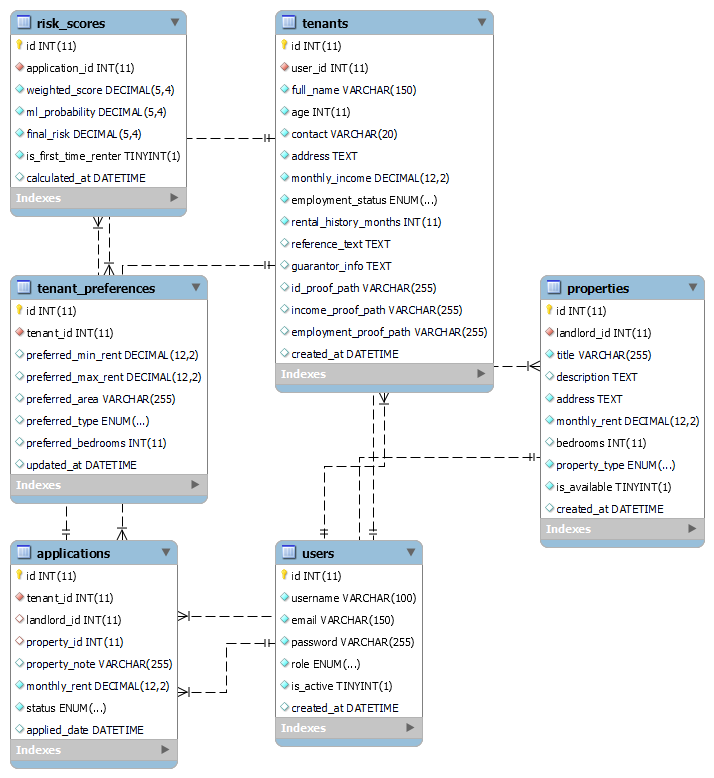 risk_scores
id INT(11)
application_id INT(11)
weighted_score DECIMAL(5,4)
ml_probability DECIMAL(5,4)
final_risk DECIMAL(5,4)
is_first_time_renter TINYINT(1)
calculated_at DATETIME
Indexes
tenants
id INT(11)
user_id INT(11)
full_name VARCHAR(150)
age INT(11)
contact VARCHAR(20)
address TEXT
monthly_income DECIMAL(12,2)
employment_status ENUM(...)
rental_history_months INT(11)
reference_text TEXT
guarantor_info TEXT
id_proof_path VARCHAR(255)
income_proof_path VARCHAR(255)
employment_proof_path VARCHAR(255)
created_at DATETIME
Indexes
tenant_preferences
id INT(11)
tenant_id INT(11)
preferred_min_rent DECIMAL(12,2)
preferred_max_rent DECIMAL(12,2)
preferred_area VARCHAR(255)
preferred_type ENUM(...)
preferred_bedrooms INT(11)
updated_at DATETIME
Indexes
properties
id INT(11)
landlord_id INT(11)
title VARCHAR(255)
description TEXT
address TEXT
monthly_rent DECIMAL(12,2)
bedrooms INT(11)
property_type ENUM(...)
is_available TINYINT(1)
created_at DATETIME
Indexes
applications
id INT(11)
tenant_id INT(11)
landlord_id INT(11)
property_id INT(11)
property_note VARCHAR(255)
monthly_rent DECIMAL(12,2)
status ENUM(...)
applied_date DATETIME
Indexes
users
id INT(11)
username VARCHAR(100)
email VARCHAR(150)
password VARCHAR(255)
role ENUM(...)
is_active TINYINT(1)
created_at DATETIME
Indexes